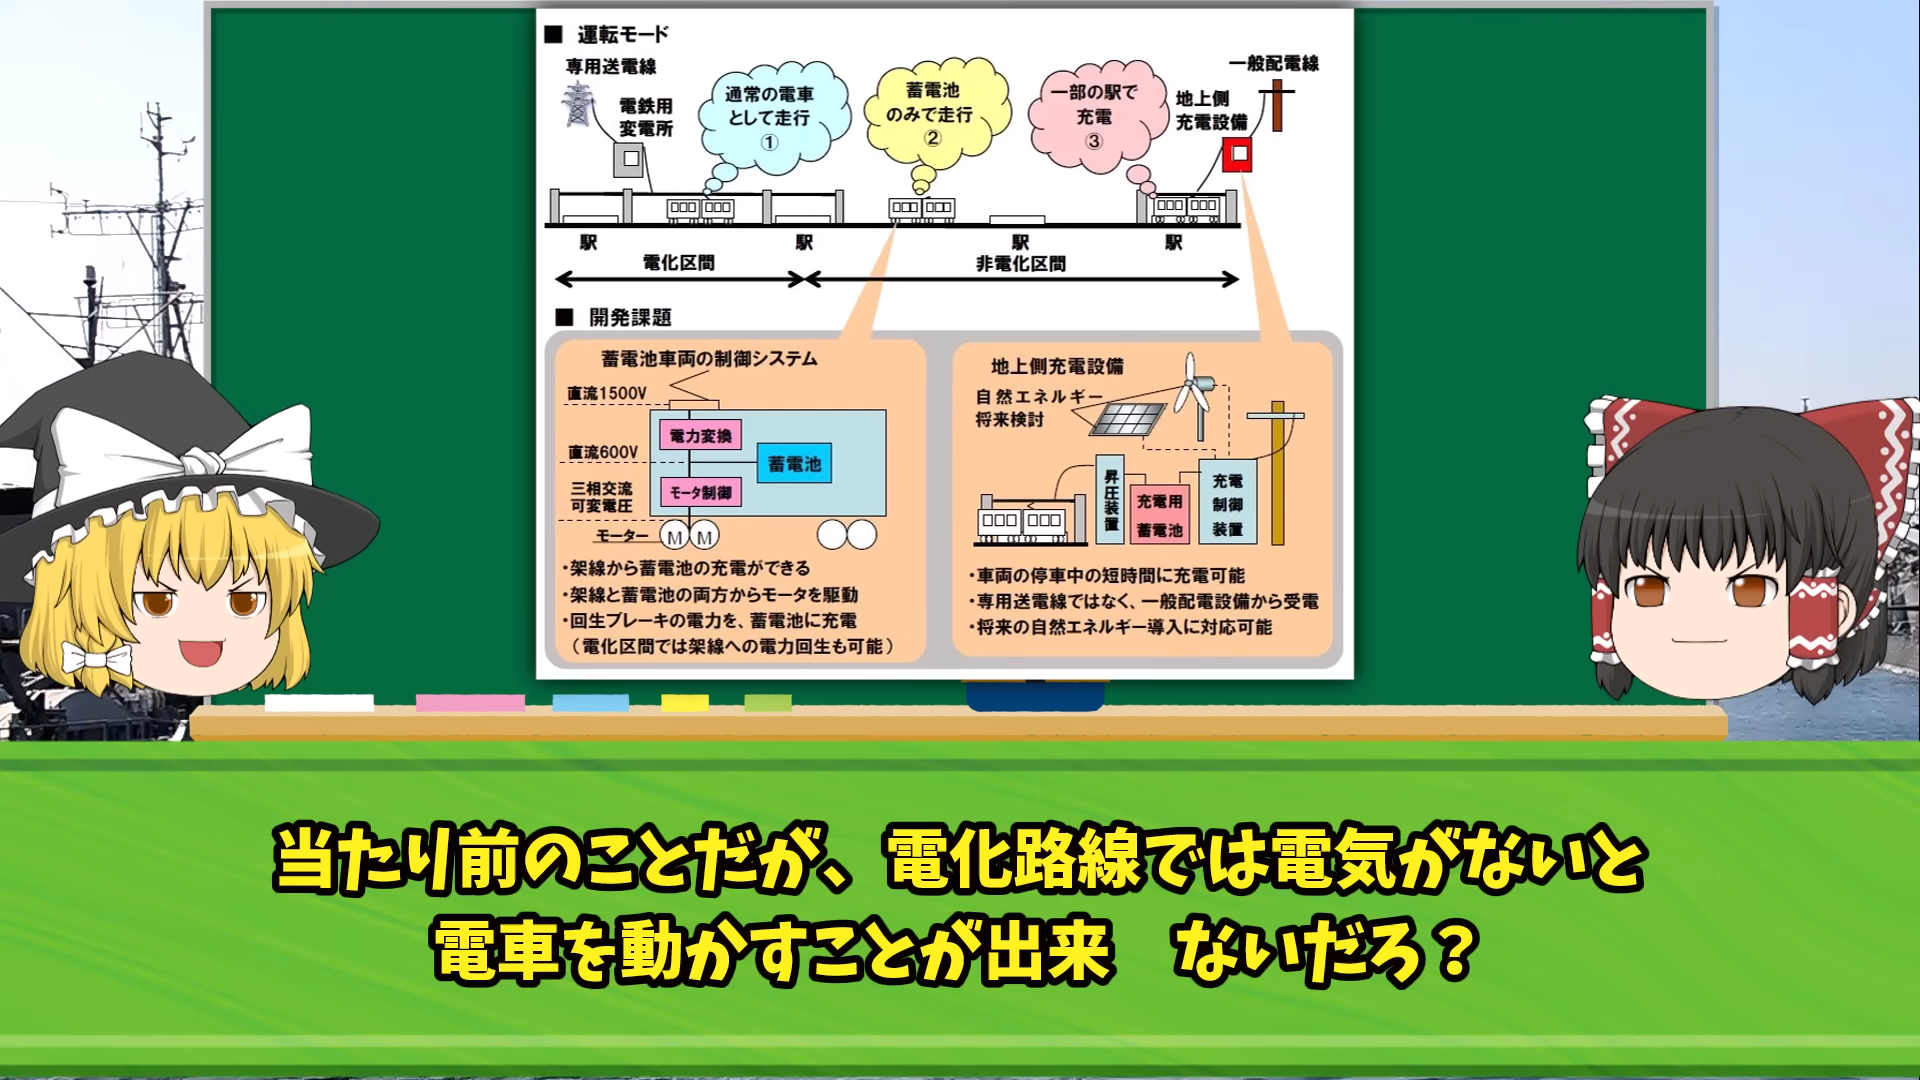 ■ 運転モード
専用送電線
電鉄用
変電所
通常の電車
として走行
①
蓄電池
のみで走行
②
一部の駅で
充電
③
地上側
充電設備
一般配電線
駅
駅
駅
駅
電化区間
非電化区間
■ 開発課題
蓄電池車両の制御システム
直流1500V
電力変換
直流600V
蓄電池
三相交流
可変電圧
モータ制御
モーター
M
M
・架線から蓄電池の充電ができる
・架線と蓄電池の両方からモータを駆動
・回生ブレーキの電力を、蓄電池に充電
（電化区間では架線への電力回生も可能）
地上側充電設備
自然エネルギー
将来検討
昇圧装置
充電用
蓄電池
充電
制御
装置
・車両の停車中の短時間に充電可能
・専用送電線ではなく、一般配電設備から受電
・将来の自然エネルギー導入に対応可能
当たり前のことだが、電化路線では電気がないと
電車を動かすことが出来　ないだろ？